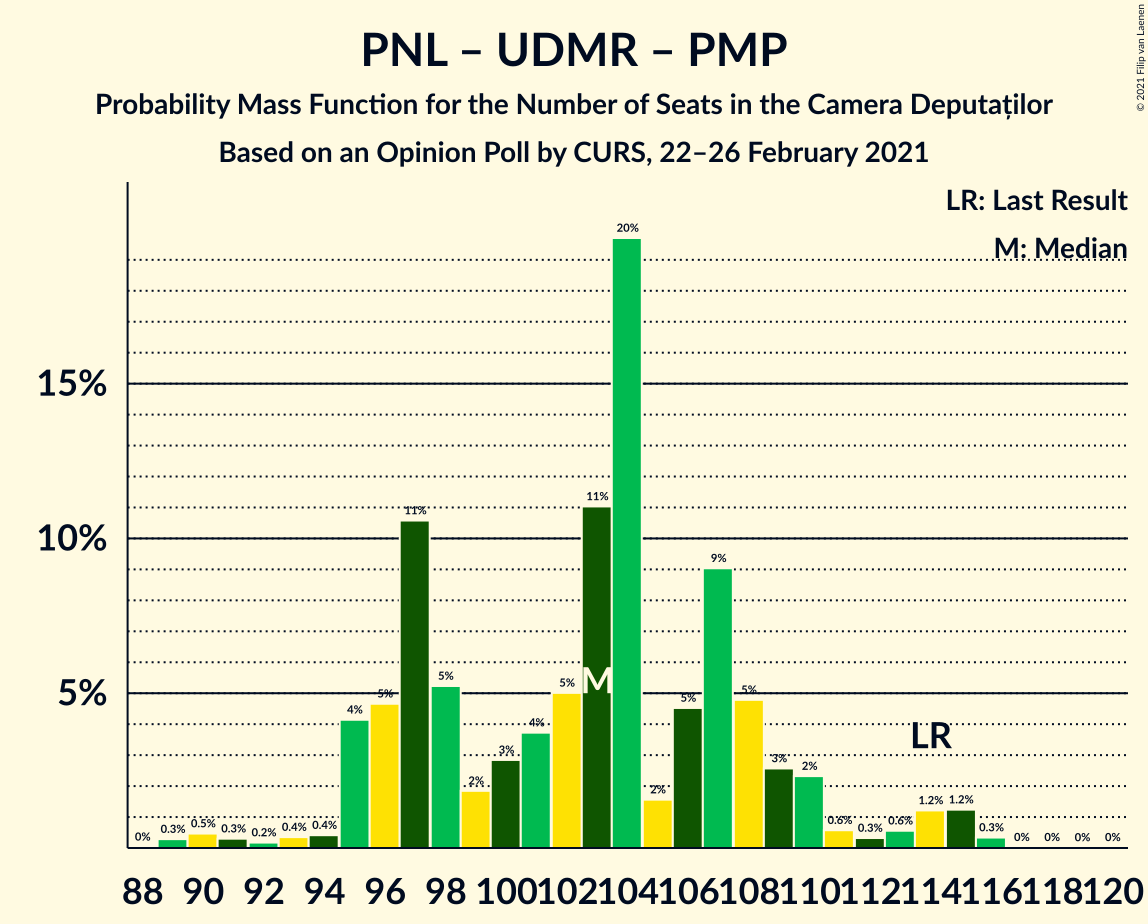 PNL – UDMR – PMP
Probability Mass Function for the Number of Seats in the Camera Deputaților
Based on an Opinion Poll by CURS, 22–26 February 2021
© 2021 Filip van Laenen
LR: Last Result
M: Median
15%
10%
5%
0% 0.3% 0.5% 0.3% 0.2% 0.4% 0.4% 4% 5% 11% 5% 2% 3% 4% 5% 11% 20% 2% 5% 9% 5% 3% 2% 0.6% 0.3% 0.6% 1.2% 1.2% 0.3% 0% 0% 0% 0%
M
LR
88 90 92 94 96 98 100 102 104 106 108 110 112 114 116 118 120